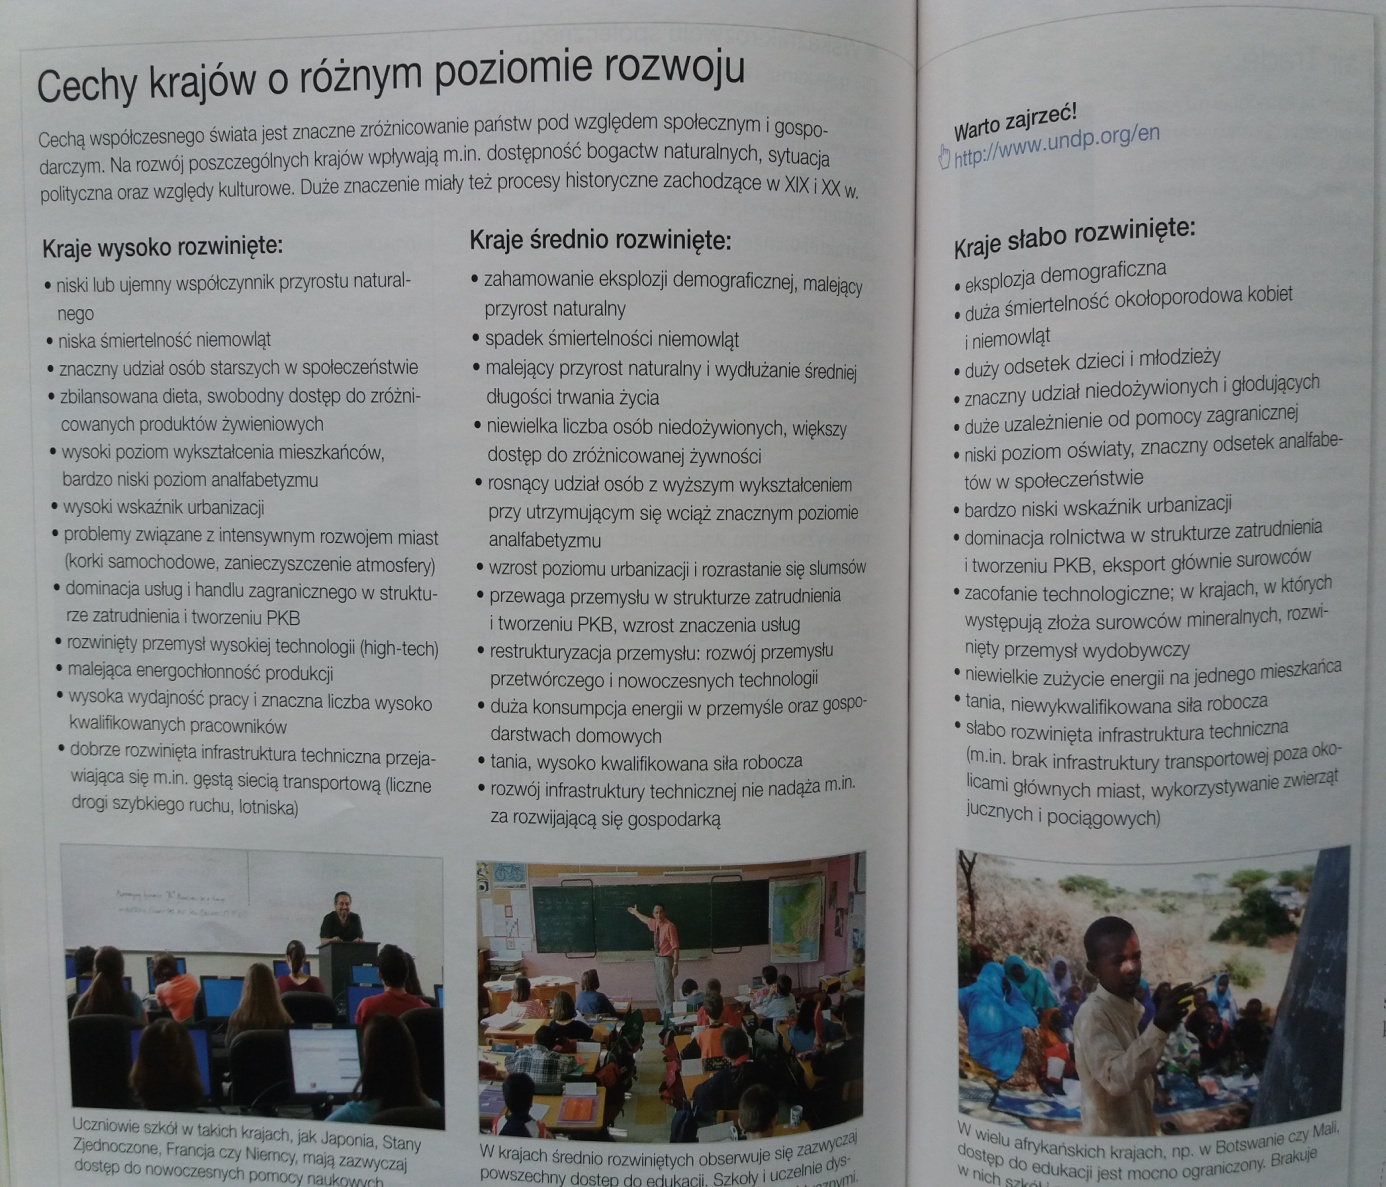 Cechy krajów o różnym poziomie rozwoju
Cechą współczesnego świata jest znaczne zróżnicowanie państw pod względem społecznym i gospo-
darczym. Na rozwój poszczególnych krajów wpływają m.in. dostępność bogactw naturalnych, sytuacja
polityczna oraz względy kulturowe. Duże znaczenie miały też procesy historyczne zachodzące w XIX i XX w.
Kraje wysoko rozwinięte:
• niski lub ujemny współczynnik przyrostu natural-
nego
• niska śmiertelność niemowląt
• znaczny udział osób starszych w społeczeństwie
• zbilansowana dieta, swobodny dostęp do zróżni-
cowanych produktów żywieniowych
• wysoki poziom wykształcenia mieszkańców,
bardzo niski poziom analfabetyzmu
• wysoki wskaźnik urbanizacji
• problemy związane z intensywnym rozwojem miast
(korki samochodowe, zanieczyszczenie atmosfery)
• dominacja usług i handlu zagranicznego w struktu-
rze zatrudnienia i tworzeniu PKB
• rozwinięty przemysł wysokiej technologii (high-tech)
• malejąca energochłonność produkcji
• wysoka wydajność pracy i znaczna liczba wysoko
kwalifikowanych pracowników
• dobrze rozwinięta infrastruktura techniczna przeja-
wiająca się m.in. gęstą siecią transportową (liczne
drogi szybkiego ruchu, lotniska)
Uczniowie szkół w takich krajach, jak Japonia, Stany
Zjednoczone, Francja czy Niemcy, mają zazwyczaj
dostęp do nowoczesnych pomocy naukowych
Kraje średnio rozwinięte:
• zahamowanie eksplozji demograficznej, malejący
przyrost naturalny
• spadek śmiertelności niemowląt
• malejący przyrost naturalny i wydłużanie średniej
długości trwania życia
• niewielka liczba osób niedożywionych, większy
dostęp do zróżnicowanej żywności
• rosnący udział osób z wyższym wykształceniem
przy utrzymującym się wciąż znacznym poziomie
analfabetyzmu
• wzrost poziomu urbanizacji i rozrastanie się slumsów
• przewaga przemysłu w strukturze zatrudnienia
i tworzeniu PKB, wzrost znaczenia usług
• restrukturyzacja przemysłu: rozwój przemysłu
przetwórczego i nowoczesnych technologii
• duża konsumpcja energii w przemyśle oraz gospo-
darstwach domowych
• tania, wysoko kwalifikowana siła robocza
• rozwój infrastruktury technicznej nie nadąża m.in.
za rozwijającą się gospodarką
W krajach średnio rozwiniętych obserwuje się zazwyczaj
powszechny dostęp do edukacji. Szkoły i uczelnie dys-
Warto zajrzeć!
http://www.undp.org/en
Kraje słabo rozwinięte:
• eksplozja demograficzna
• duża śmiertelność okołoporodowa kobiet
i niemowląt
• duży odsetek dzieci i młodzieży
• znaczny udział niedożywionych i głodujących
• duże uzależnienie od pomocy zagranicznej
• niski poziom oświaty, znaczny odsetek analfabe-
tów w społeczeństwie
• bardzo niski wskaźnik urbanizacji
• dominacja rolnictwa w strukturze zatrudnienia
i tworzeniu PKB, eksport głównie surowców
• zacofanie technologiczne; w krajach, w których
występują złoża surowców mineralnych, rozwi-
nięty przemysł wydobywczy
• niewielkie zużycie energii na jednego mieszkańca
• tania, niewykwalifikowana siła robocza
• słabo rozwinięta infrastruktura techniczna
(m.in. brak infrastruktury transportowej poza oko-
licami głównych miast, wykorzystywanie zwierząt
jucznych i pociągowych)
W wielu afrykańskich krajach, np. w Botswanie czy Mali,
dostęp do edukacji jest mocno ograniczony. Brakuje
w nich